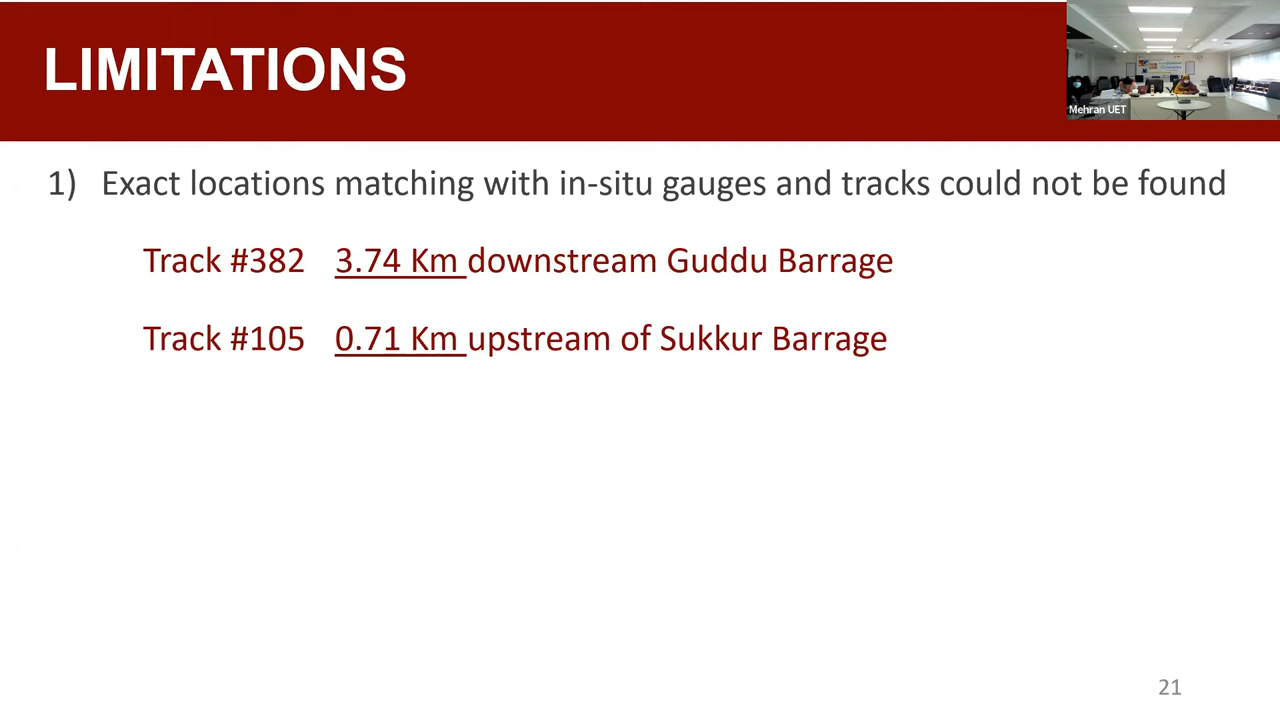 LIMITATIONS
Mehran UET
1) Exact locations matching with in-situ gauges and tracks could not be found
Track #382 3.74 Km downstream Guddu Barrage
Track #105 0.71 Km upstream of Sukkur Barrage
21